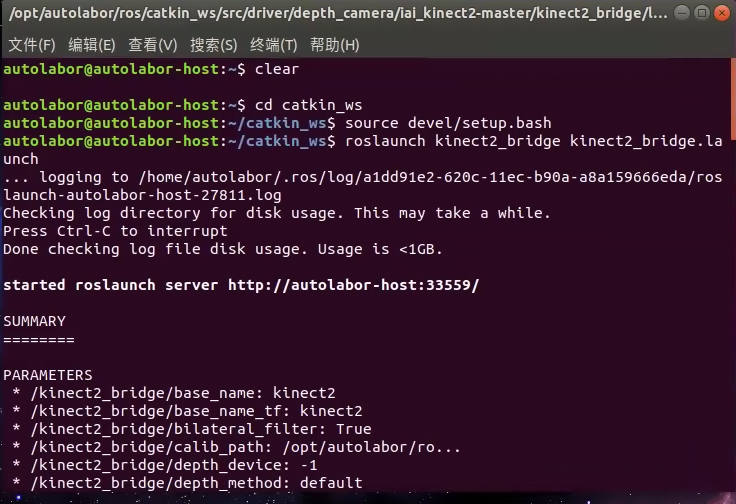 /opt/autolabor/ros/catkin_ws/src/driver/depth_camera/iai_kinect2-master/kinect2_bridge/l...
文件(F) 编辑(E) 查看(V) 搜索(S) 终端(T) 帮助(H)
autolabor@autolabor-host:~$ clear
autolabor@autolabor-host:~$ cd catkin_ws
autolabor@autolabor-host:~/catkin_ws$ source devel/setup.bash
autolabor@autolabor-host:~/catkin_ws$ roslaunch kinect2_bridge kinect2_bridge.la
unch
... logging to /home/autolabor/.ros/log/a1dd91e2-620c-11ec-b90a-a8a159666eda/ros
launch-autolabor-host-27811.log
Checking log directory for disk usage. This may take a while.
Press Ctrl-C to interrupt
Done checking log file disk usage. Usage is <1GB.
started roslaunch server http://autolabor-host:33559/
SUMMARY
========
PARAMETERS
* /kinect2_bridge/base_name: kinect2
* /kinect2_bridge/base_name_tf: kinect2
* /kinect2_bridge/bilateral_filter: True
* /kinect2_bridge/calib_path: /opt/autolabor/ro...
* /kinect2_bridge/depth_device: -1
* /kinect2_bridge/depth_method: default